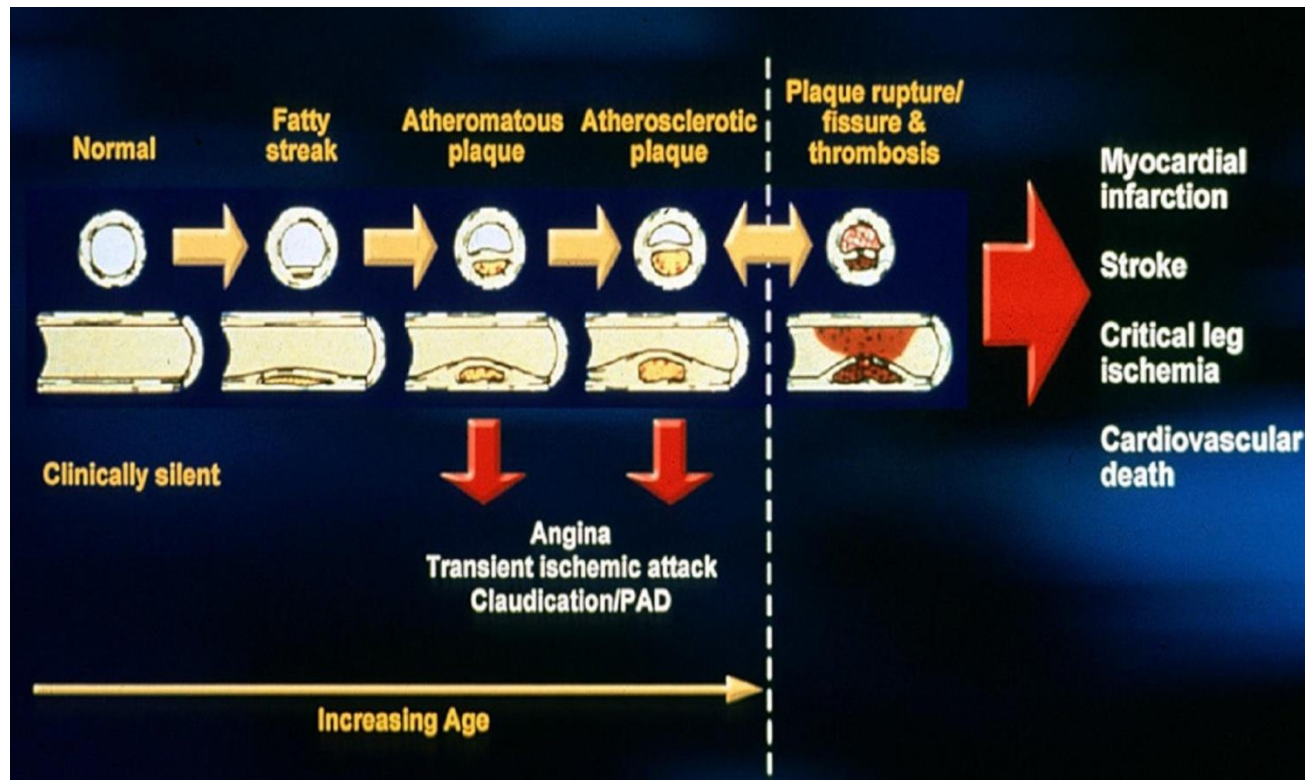 Normal
Fatty
streak
Atheromatous
plaque
Atherosclerotic
plaque
Plaque rupture/
fissure &
thrombosis
Myocardial
infarction
Stroke
Critical leg
ischemia
Cardiovascular
death
Clinically silent
Angina
Transient ischemic attack
Claudication/PAD
Increasing Age